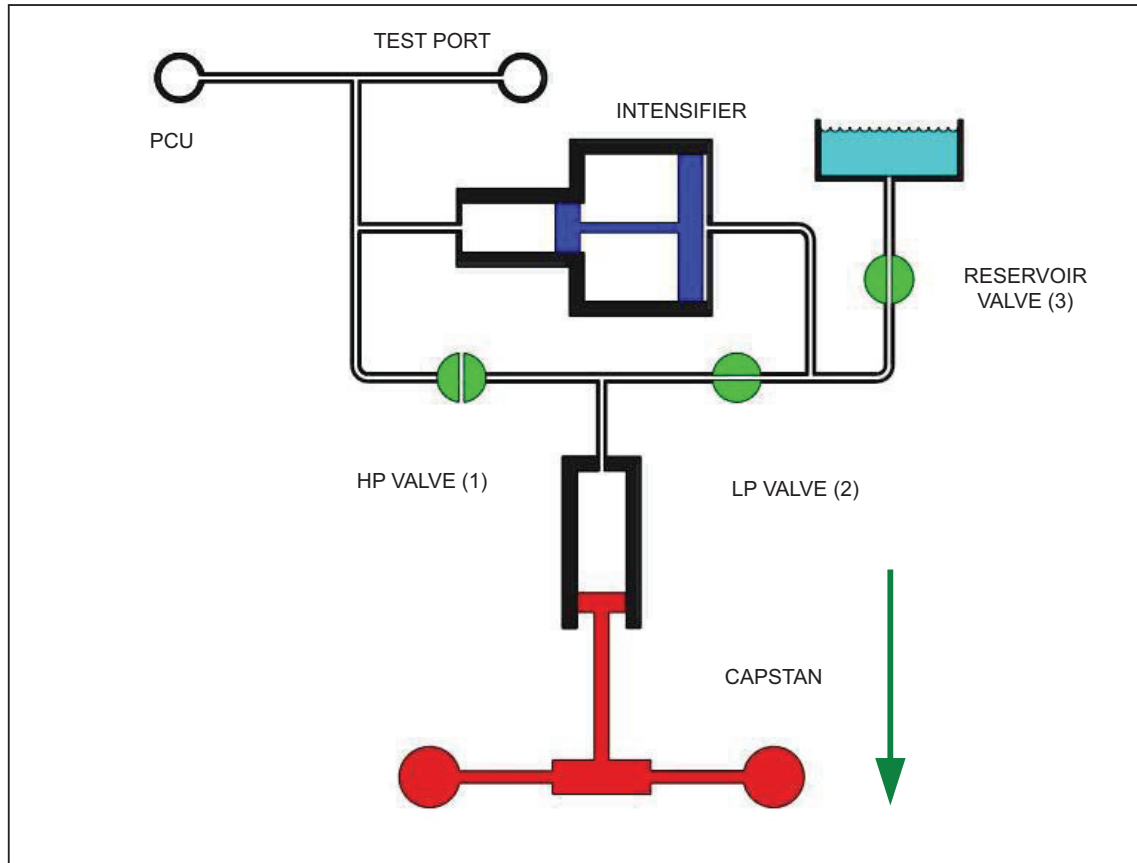 TEST PORT
PCU
INTENSIFIER
RESERVOIR
VALVE (3)
HP VALVE (1)
LP VALVE (2)
CAPSTAN